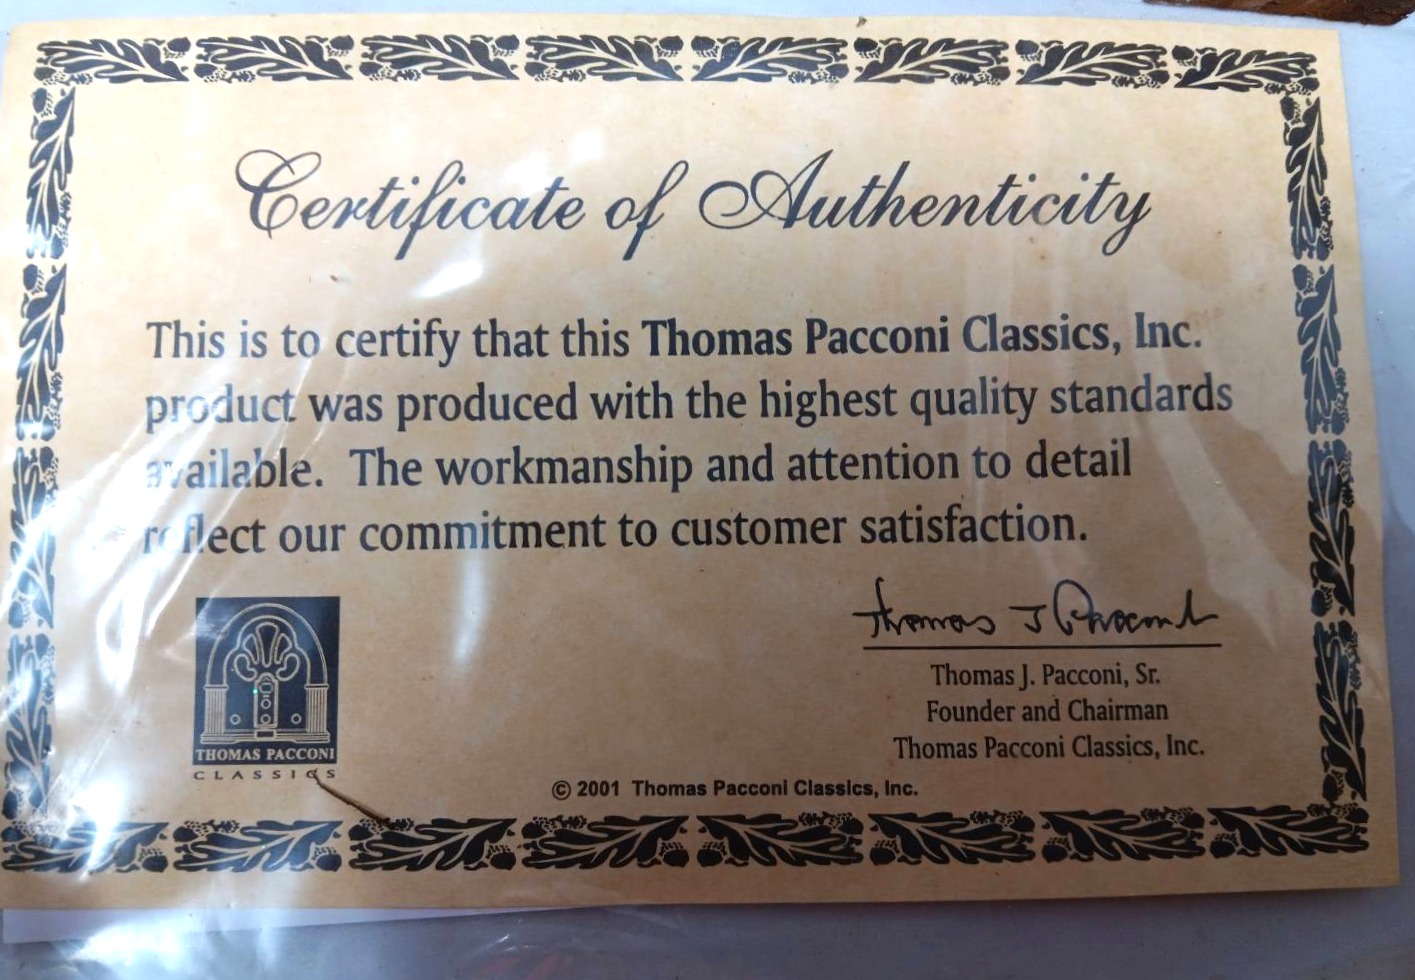 Certificate of Authenticity
This is to certify that this Thomas Pacconi Classics, Inc.
product was produced with the highest quality standards
available. The workmanship and attention to detail
reflect our commitment to customer satisfaction.
Thomas J Pacconi
Thomas J. Pacconi, Sr.
Founder and Chairman
Thomas Pacconi Classics, Inc.
THOMAS PACCONI
CLASSICS
© 2001 Thomas Pacconi Classics, Inc.